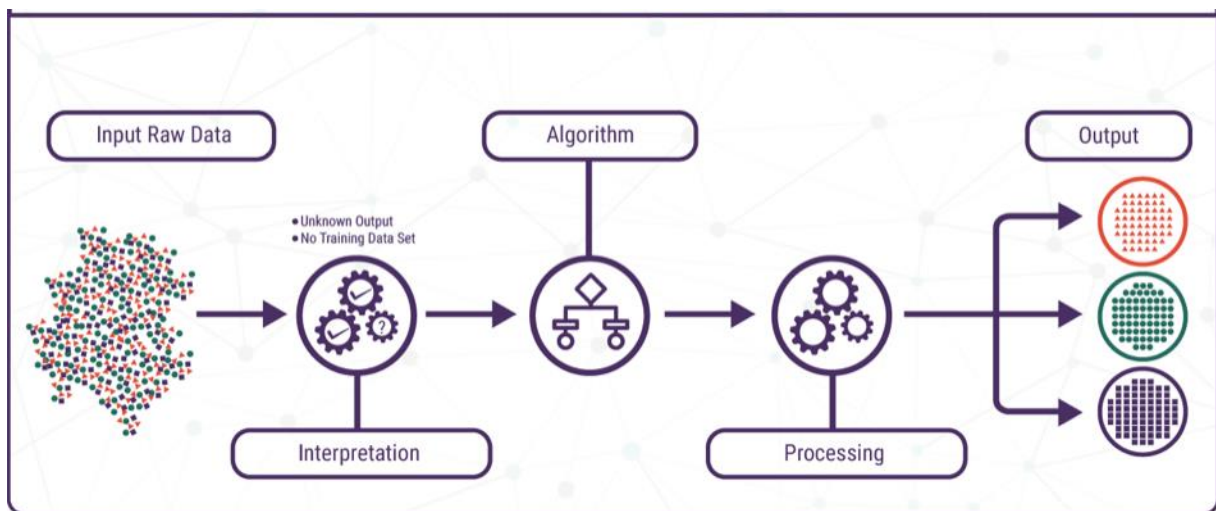 Input Raw Data
Algorithm
Output
● Unknown Output
● No Training Data Set
?
Interpretation
Processing